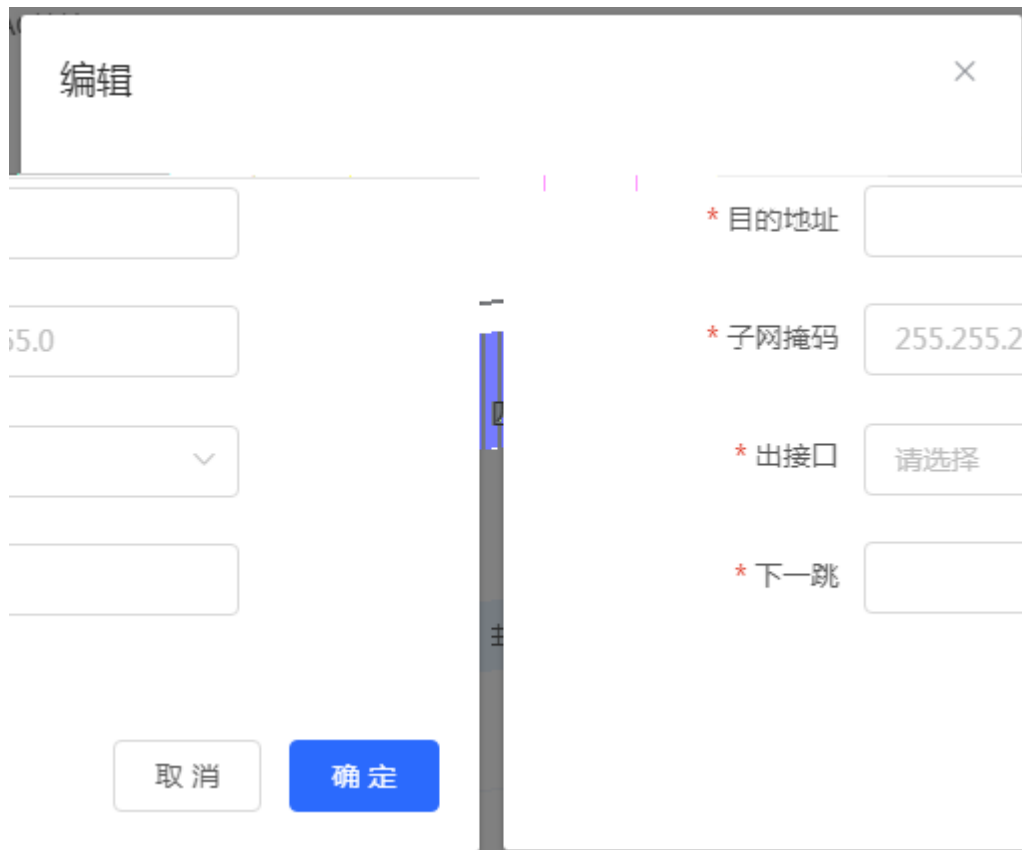 编辑
目的地址
* 子网掩码 255.255.2
55.0
* 出接口 请选择
* 下一跳
取消 确定